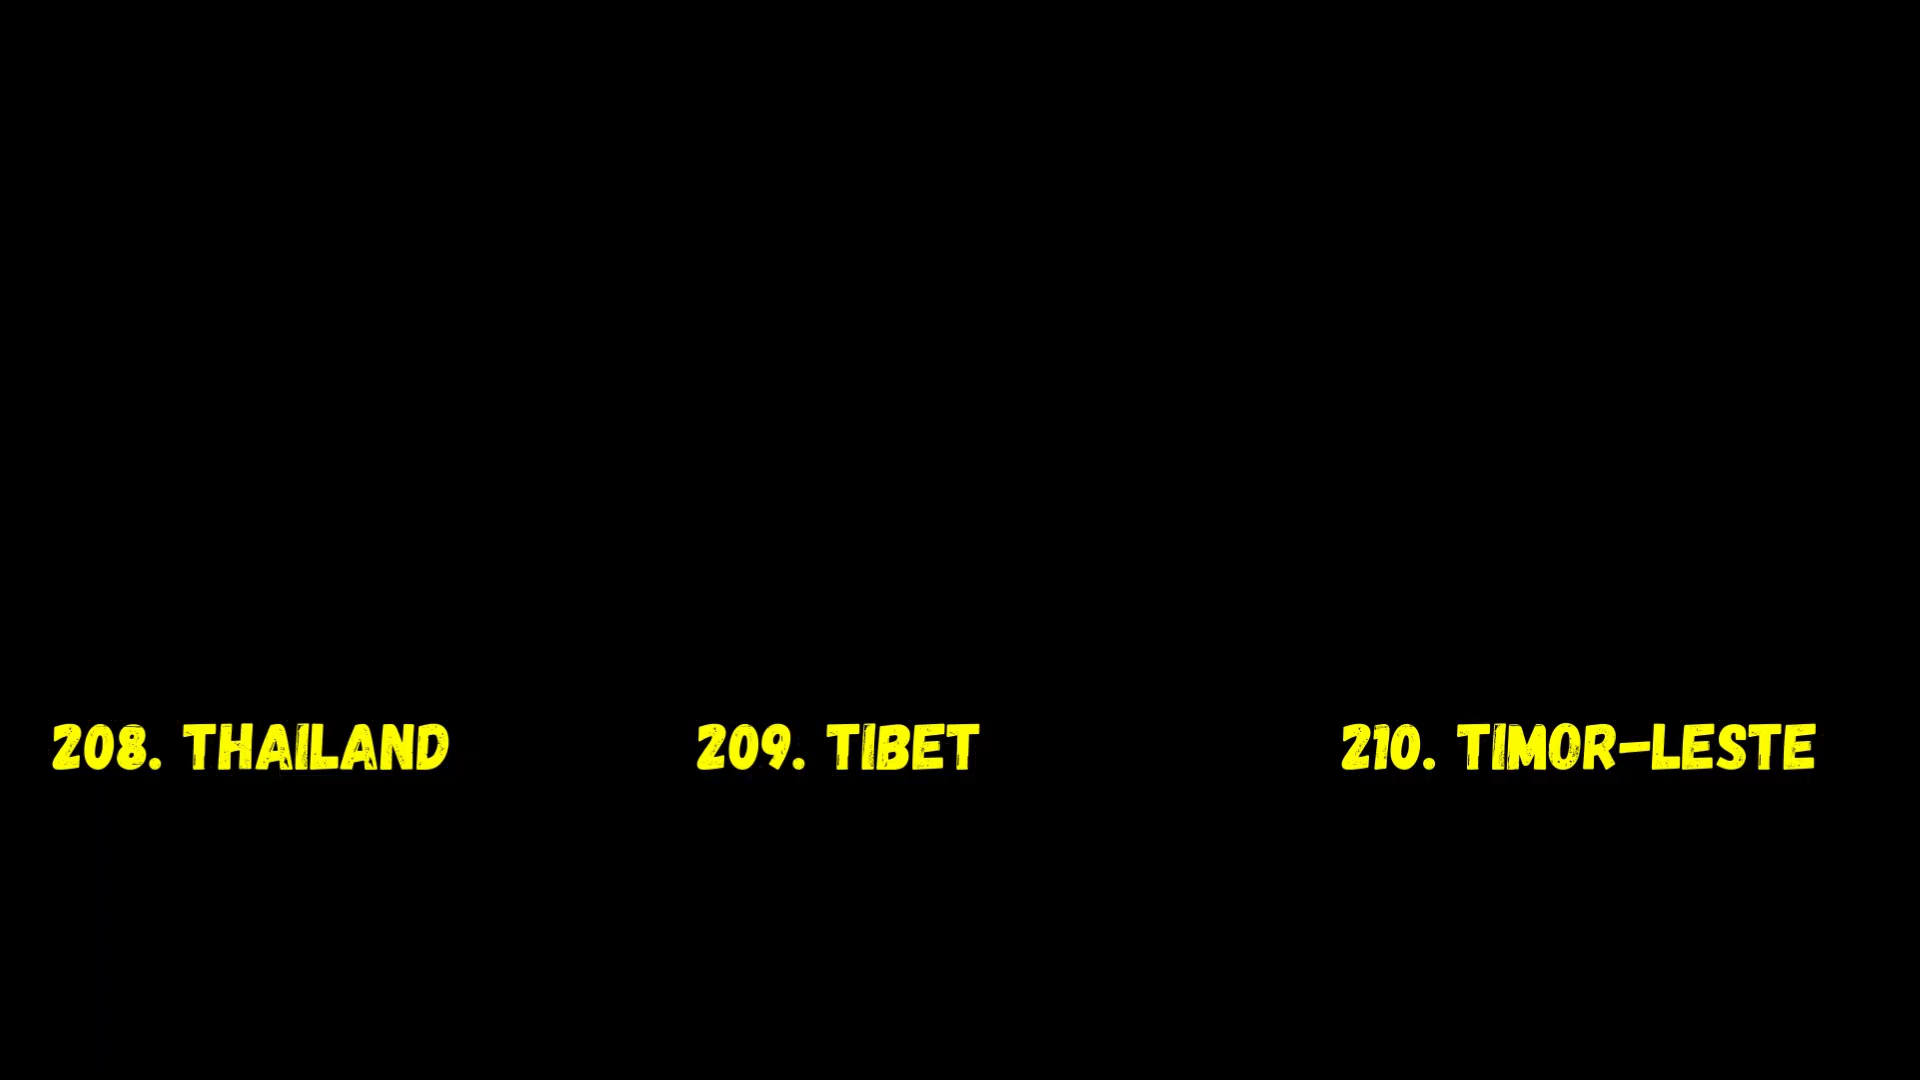 208. THAILAND
209. TIBET
210. TIMOR-LESTE